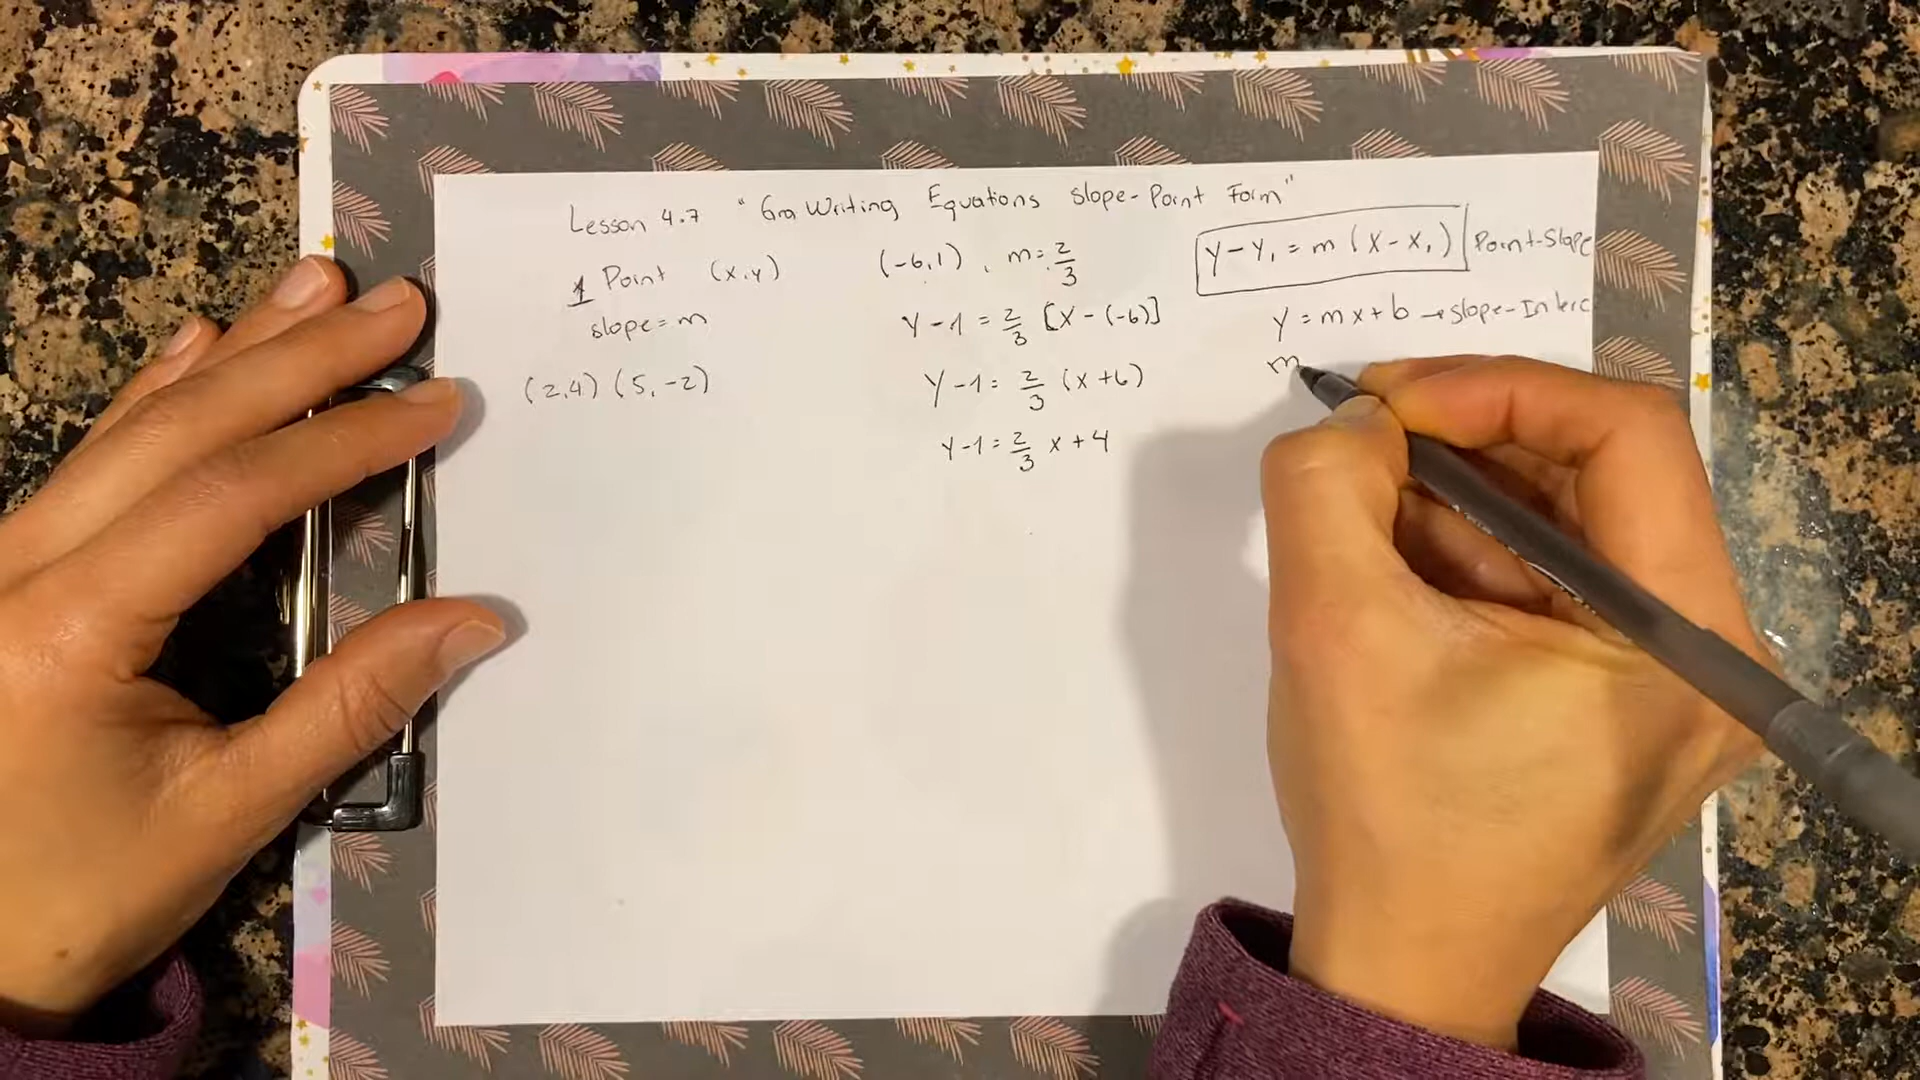 Lesson 4.7 "Gra Writing Equations Slope-Point Form"
1 Point (x,y)
slope = m
(2,4) (5,-2)
(-6,1), m = 2/3
y - 1 = 2/3 [x - (-6)]
y - 1 = 2/3 (x + 6)
y - 1 = 2/3 x + 4
y - y₁ = m (x - x₁) Point-Slope
y = mx + b → slope-Interc
m